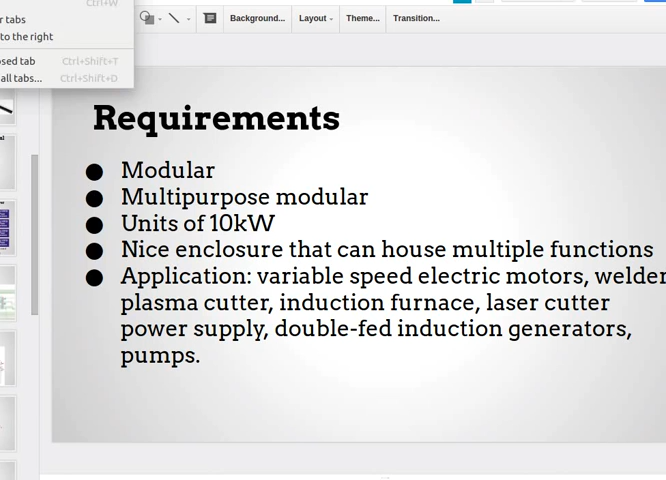 Ctrl+W
r tabs
to the right
sed tab Ctrl+Shift+T
all tabs... Ctrl+Shift+D
Background... Layout Theme... Transition...
Requirements
● Modular
● Multipurpose modular
● Units of 10kW
● Nice enclosure that can house multiple functions
● Application: variable speed electric motors, welder
plasma cutter, induction furnace, laser cutter
power supply, double-fed induction generators,
pumps.